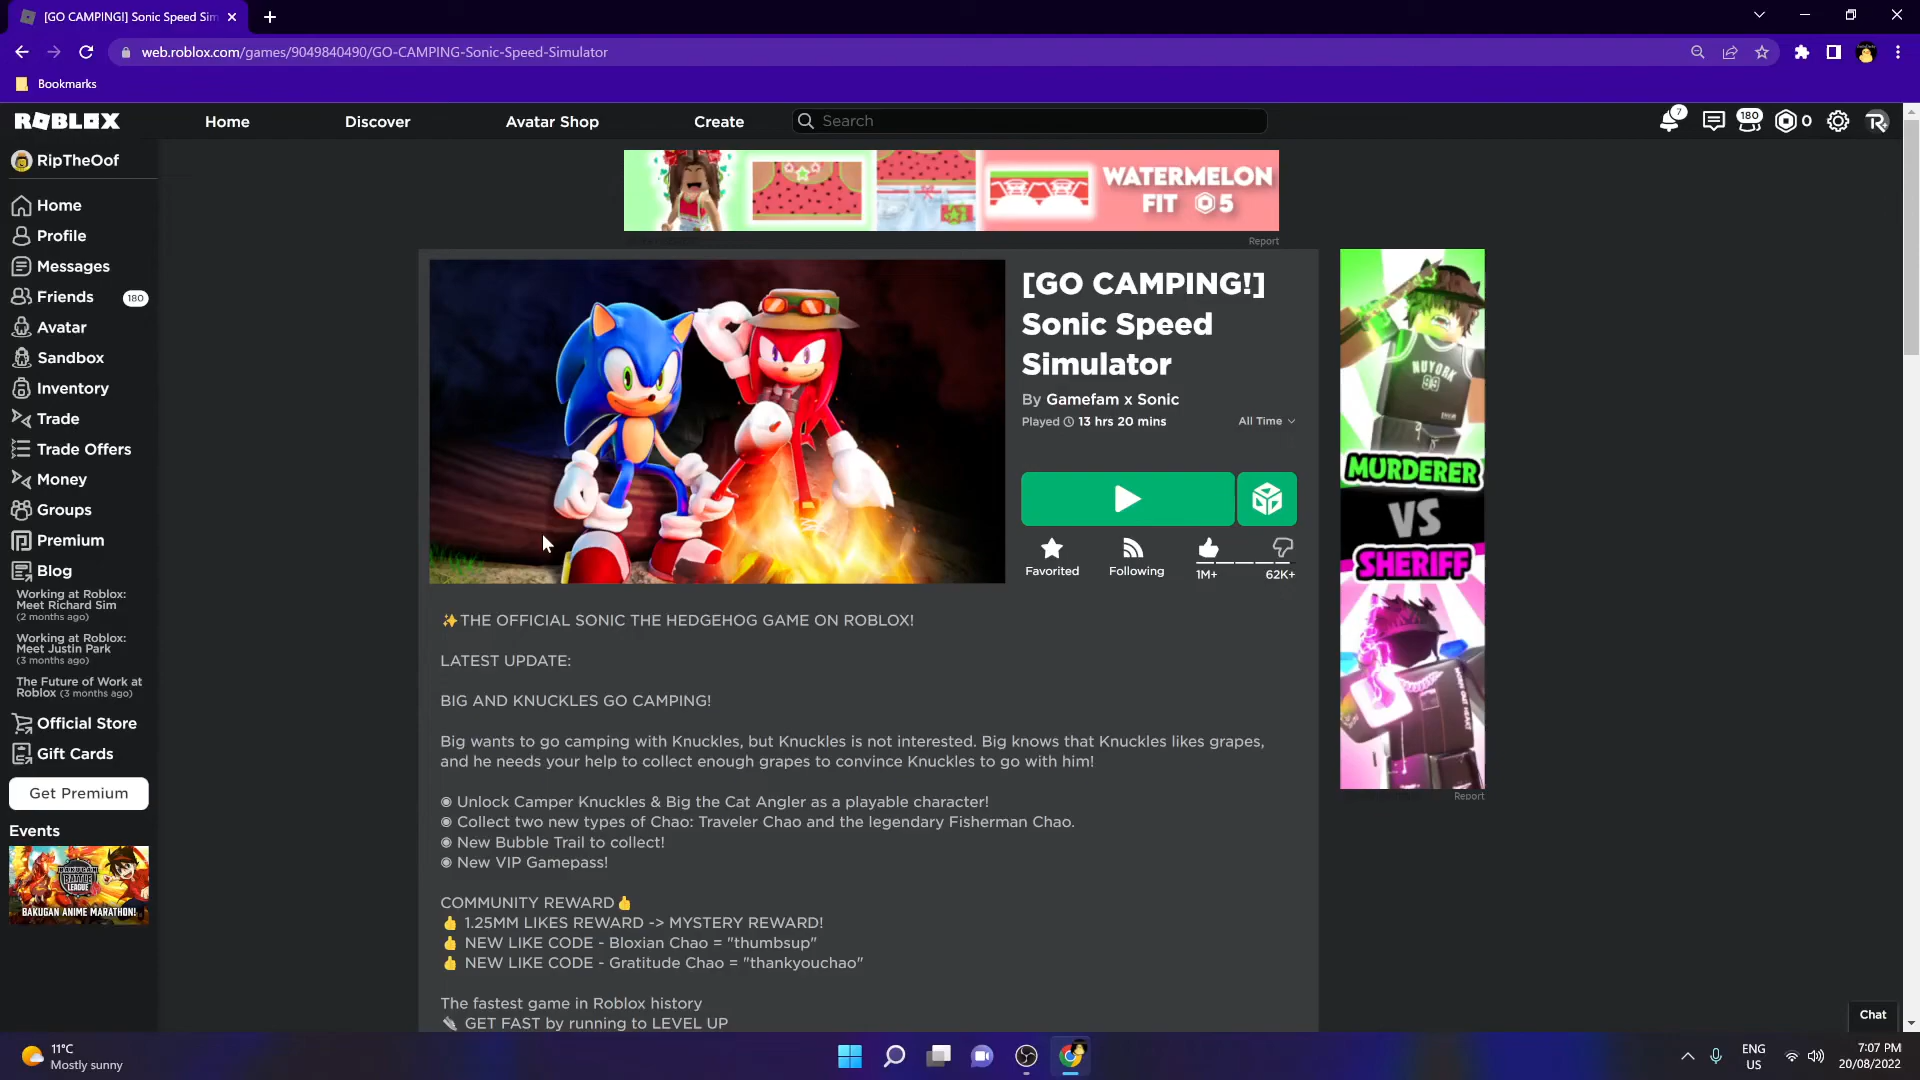 [GO CAMPING!] Sonic Speed Sim
web.roblox.com/games/9049840490/GO-CAMPING-Sonic-Speed-Simulator
Bookmarks
ROBLOX
Home
Discover
Avatar Shop
Create
Search
7
180
0
RipTheOof
Home
Profile
Messages
Friends 180
Avatar
Sandbox
Inventory
Trade
Trade Offers
Money
Groups
Premium
Blog
Working at Roblox:
Meet Richard Sim
(2 months ago)
Working at Roblox:
Meet Justin Park
(3 months ago)
The Future of Work at
Roblox (3 months ago)
Official Store
Gift Cards
Get Premium
Events
BAKUGAN
BATTLE
LEAGUE
BAKUGAN ANIME MARATHON!
WATERMELON
FIT 5
Report
[GO CAMPING!]
Sonic Speed
Simulator
By Gamefam x Sonic
Played 13 hrs 20 mins
All Time
Favorited
Following
1M+
62K+
✨THE OFFICIAL SONIC THE HEDGEHOG GAME ON ROBLOX!
LATEST UPDATE:
BIG AND KNUCKLES GO CAMPING!
Big wants to go camping with Knuckles, but Knuckles is not interested. Big knows that Knuckles likes grapes,
and he needs your help to collect enough grapes to convince Knuckles to go with him!
◉ Unlock Camper Knuckles & Big the Cat Angler as a playable character!
◉ Collect two new types of Chao: Traveler Chao and the legendary Fisherman Chao.
◉ New Bubble Trail to collect!
◉ New VIP Gamepass!
COMMUNITY REWARD👍
👍 1.25MM LIKES REWARD -> MYSTERY REWARD!
👍 NEW LIKE CODE - Bloxian Chao = "thumbsup"
👍 NEW LIKE CODE - Gratitude Chao = "thankyouchao"
The fastest game in Roblox history
GET FAST by running to LEVEL UP
NUYORK
99
MURDERER
VS
SHERIFF
Report
Chat
11°C
Mostly sunny
ENG
US
7:07 PM
20/08/2022